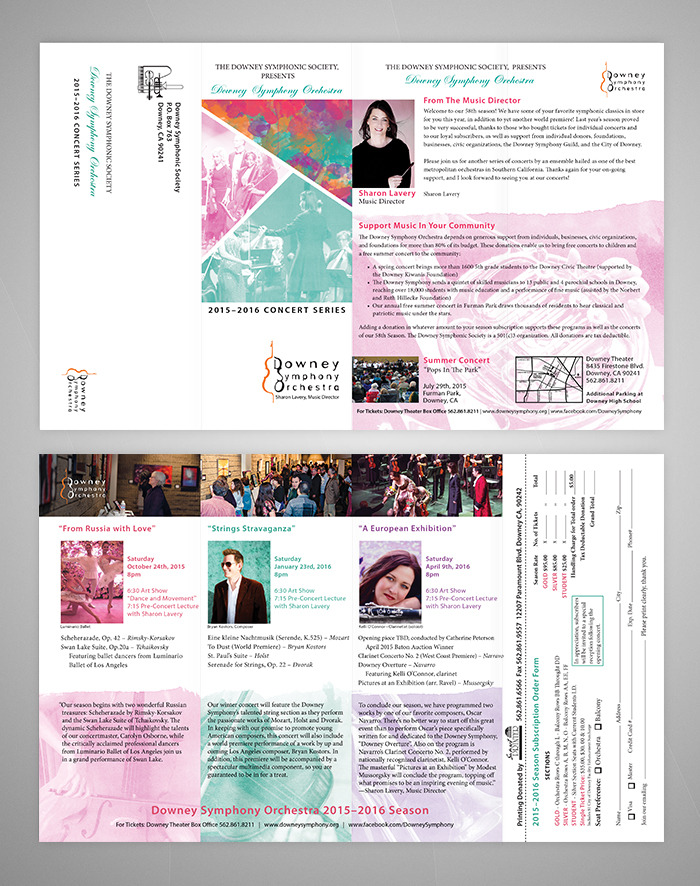 THE DOWNEY SYMPHONIC SOCIETY
Downey Symphony Orchestra
2015–2016 CONCERT SERIES
Downey Symphonic Society
P.O. Box 763
Downey, CA 90241
Downey
Symphony
Orchestra
THE DOWNEY SYMPHONIC SOCIETY,
PRESENTS
Downey Symphony Orchestra
2015–2016 CONCERT SERIES
Downey
Symphony
Orchestra
Sharon Lavery, Music Director
THE DOWNEY SYMPHONIC SOCIETY, PRESENTS
Downey Symphony Orchestra
Downey
Symphony
Orchestra
From The Music Director
Welcome to our 58th season! We have some of your favorite symphonic classics in store
for you this year, in addition to yet another world premiere! Last year's season proved
to be very successful, thanks to those who bought tickets for individual concerts and
to our loyal subscribers, as well as support from individual donors, foundations,
businesses, civic organizations, the Downey Symphony Guild, and the City of Downey.
Please join us for another series of concerts by an ensemble hailed as one of the best
metropolitan orchestras in Southern California. Thanks again for your on-going
support, and I look forward to seeing you at our concerts!
Sharon Lavery
Sharon Lavery
Music Director
Support Music In Your Community
The Downey Symphony Orchestra depends on generous support from individuals, businesses, civic organizations,
and foundations for more than 80% of its budget. These donations enable us to bring free concerts to children and
a free summer concert to the community:
• A spring concert brings more than 1600 5th grade students to the Downey Civic Theatre (supported by
the Downey Kiwanis Foundation)
• The Downey Symphony sends a quintet of skilled musicians to 13 public and 4 parochial schools in Downey,
reaching over 18,000 students with music education and a performance of fine music (assisted by the Norbert
and Ruth Hillecke Foundation)
• Our annual free summer concert in Furman Park draws thousands of residents to hear classical and
patriotic music under the stars.
Adding a donation in whatever amount to your season subscription supports these programs as well as the concerts
of our 58th Season. The Downey Symphonic Society is a 501(c)3 organization. All donations are tax deductible.
Summer Concert
"Pops In The Park"
July 29th, 2015
Furman Park,
Downey, CA
Downey Theater
8435 Firestone Blvd.
Downey, CA 90241
562.861.8211
Additional Parking at
Downey High School
For Tickets: Downey Theater Box Office 562.861.8211 | www.downeysymphony.org | www.facebook.com/DowneySymphony
Downey
Symphony
Orchestra
"From Russia with Love"
Saturday
October 24th, 2015
8pm
6:30 Art Show
"Dance and Movement"
7:15 Pre-Concert Lecture
with Sharon Lavery
Luminario Ballet
Scheherazade, Op. 42 – Rimsky-Korsakov
Swan Lake Suite, Op.20a – Tchaikovsky
Featuring ballet dancers from Luminario
Ballet of Los Angeles
"Our season begins with two wonderful Russian
treasures: Scheherazade by Rimsky-Korsakov
and the Swan Lake Suite of Tchaikovsky. The
dynamic Scheherazade will highlight the talents
of our concertmaster, Carolyn Osborn, while
the critically acclaimed professional dancers
from Luminario Ballet of Los Angeles join us
in a grand performance of Swan Lake.
"Strings Stravaganza"
Saturday
January 23rd, 2016
8pm
6:30 Art Show
7:15 Pre-Concert Lecture
with Sharon Lavery
Bryan Kostors, Composer
Eine kleine Nachtmusik (Serende, K.525) – Mozart
To Dust (World Premiere) – Bryan Kostors
St. Paul's Suite – Holst
Serenade for Strings, Op. 22 – Dvorak
Our winter concert will feature the Downey
Symphony's talented string section as they perform
the passionate works of Mozart, Holst and Dvorak.
In keeping with our promise to promote young
American composers, this concert will also include
a world premiere performance of a work by up and
coming Los Angeles composer, Bryan Kostors. In
addition, this premiere will be accompanied by a
spectacular multimedia component, so you are
guaranteed to be in for a treat.
"A European Exhibition"
Saturday
April 9th, 2016
8pm
6:30 Art Show
7:15 Pre-Concert Lecture
with Sharon Lavery
Kelli O'Connor – Clarinet (soloist)
Opening piece TBD, conducted by Catherine Peterson
April 2015 Baton Auction Winner
Clarinet Concerto No. 2 (West Coast Premiere) – Navarro
Downey Overture – Navarro
Featuring Kelli O'Connor, clarinet
Pictures at an Exhibition (arr. Ravel) – Mussorgsky
To conclude our season, we have programmed two
works by one of our favorite composers, Oscar
Navarro. There's no better way to start off this great
event than to perform Oscar's piece specifically
written for and dedicated to the Downey Symphony,
"Downey Overture". Also on the program is
Navarro's Clarinet Concerto No. 2, performed by
nationally recognized clarinetist, Kelli O'Connor.
The masterful "Pictures at an Exhibition" by Modest
Mussorgsky will conclude the program, topping off
what promises to be an inspiring evening of music."
—Sharon Lavery, Music Director
Downey Symphony Orchestra 2015–2016 Season
For Tickets: Downey Theater Box Office 562.861.8211 | www.downeysymphony.org | www.facebook.com/DowneySymphony
Printing Donated by
562.861.6566 Fax 562.861.9557 12207 Paramount Blvd. Downey CA, 90242
2015–2016 Season Subscription Order Form
SECTIONS
GOLD – Orchestra Rows C through L - Balcony Rows BB Through DD
SILVER – Orchestra Rows A, B, M, N, O - Balcony Rows AA, EE, FF
STUDENT – Silver Section Seats with Current Students I.D.
Single Ticket Price: $35.00, $30.00 & $10.00
Seat Preference: Orchestra Balcony
Season Rate No. of Tickets Total
GOLD $95.00 x =
SILVER $85.00 x =
STUDENT $25.00 x =
Handling Charge for Total order $5.00
Tax Deductable Donation
Grand Total
In appreciation, subscribers
will be invited to a special
reception following the
opening concert.
Name Address City Zip
Visa Master Credit Card # Exp. Date Phone#
Join our emailing Please print clearly, thank you.